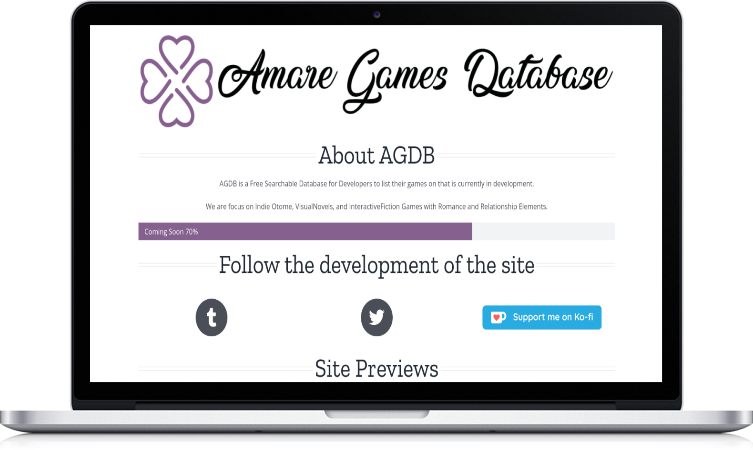 Amare Games Database
About AGDB
AGDB is a Free Searchable Database for Developers to list their games on that is currently in development.
We are focus on Indie Otome, VisualNovels, and InteractiveFiction Games with Romance and Relationship Elements.
Coming Soon 70%
Follow the development of the site
Support me on Ko-fi
Site Previews